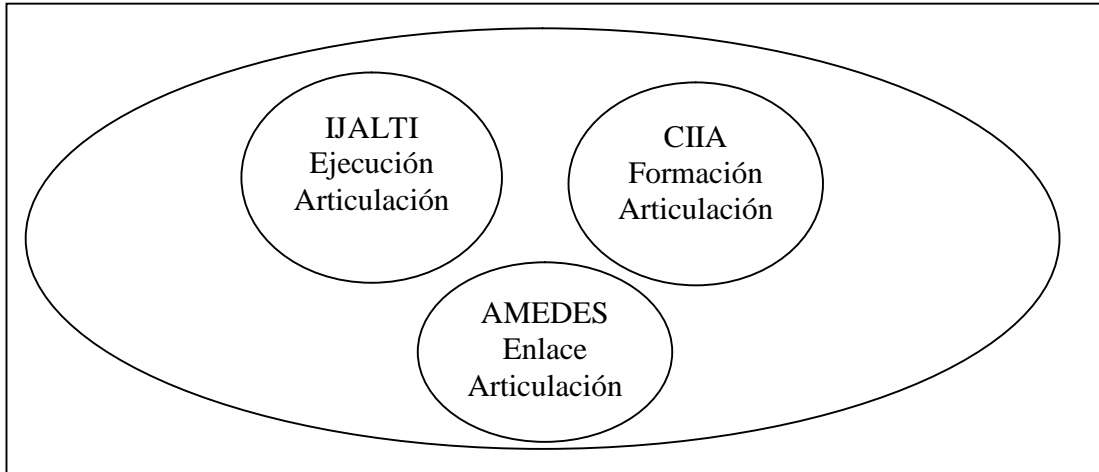 IJALTI
Ejecución
Articulación
CIIA
Formación
Articulación
AMEDES
Enlace
Articulación